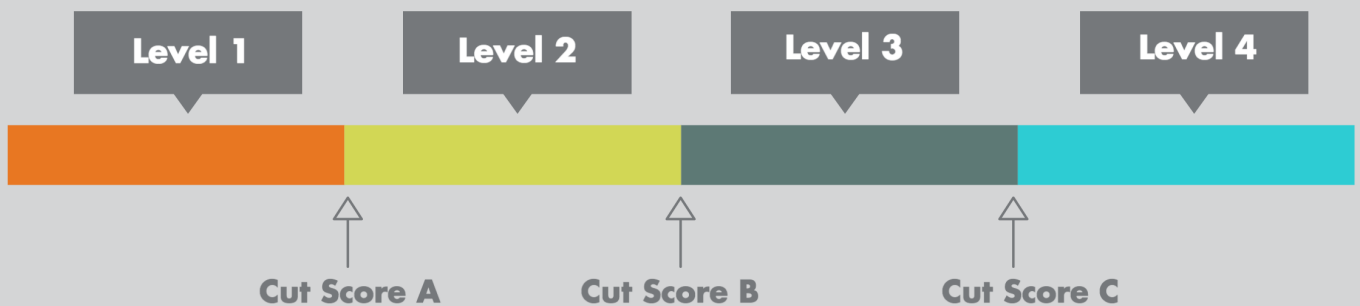 Level 1
Level 2
Level 3
Level 4
Cut Score A
Cut Score B
Cut Score C